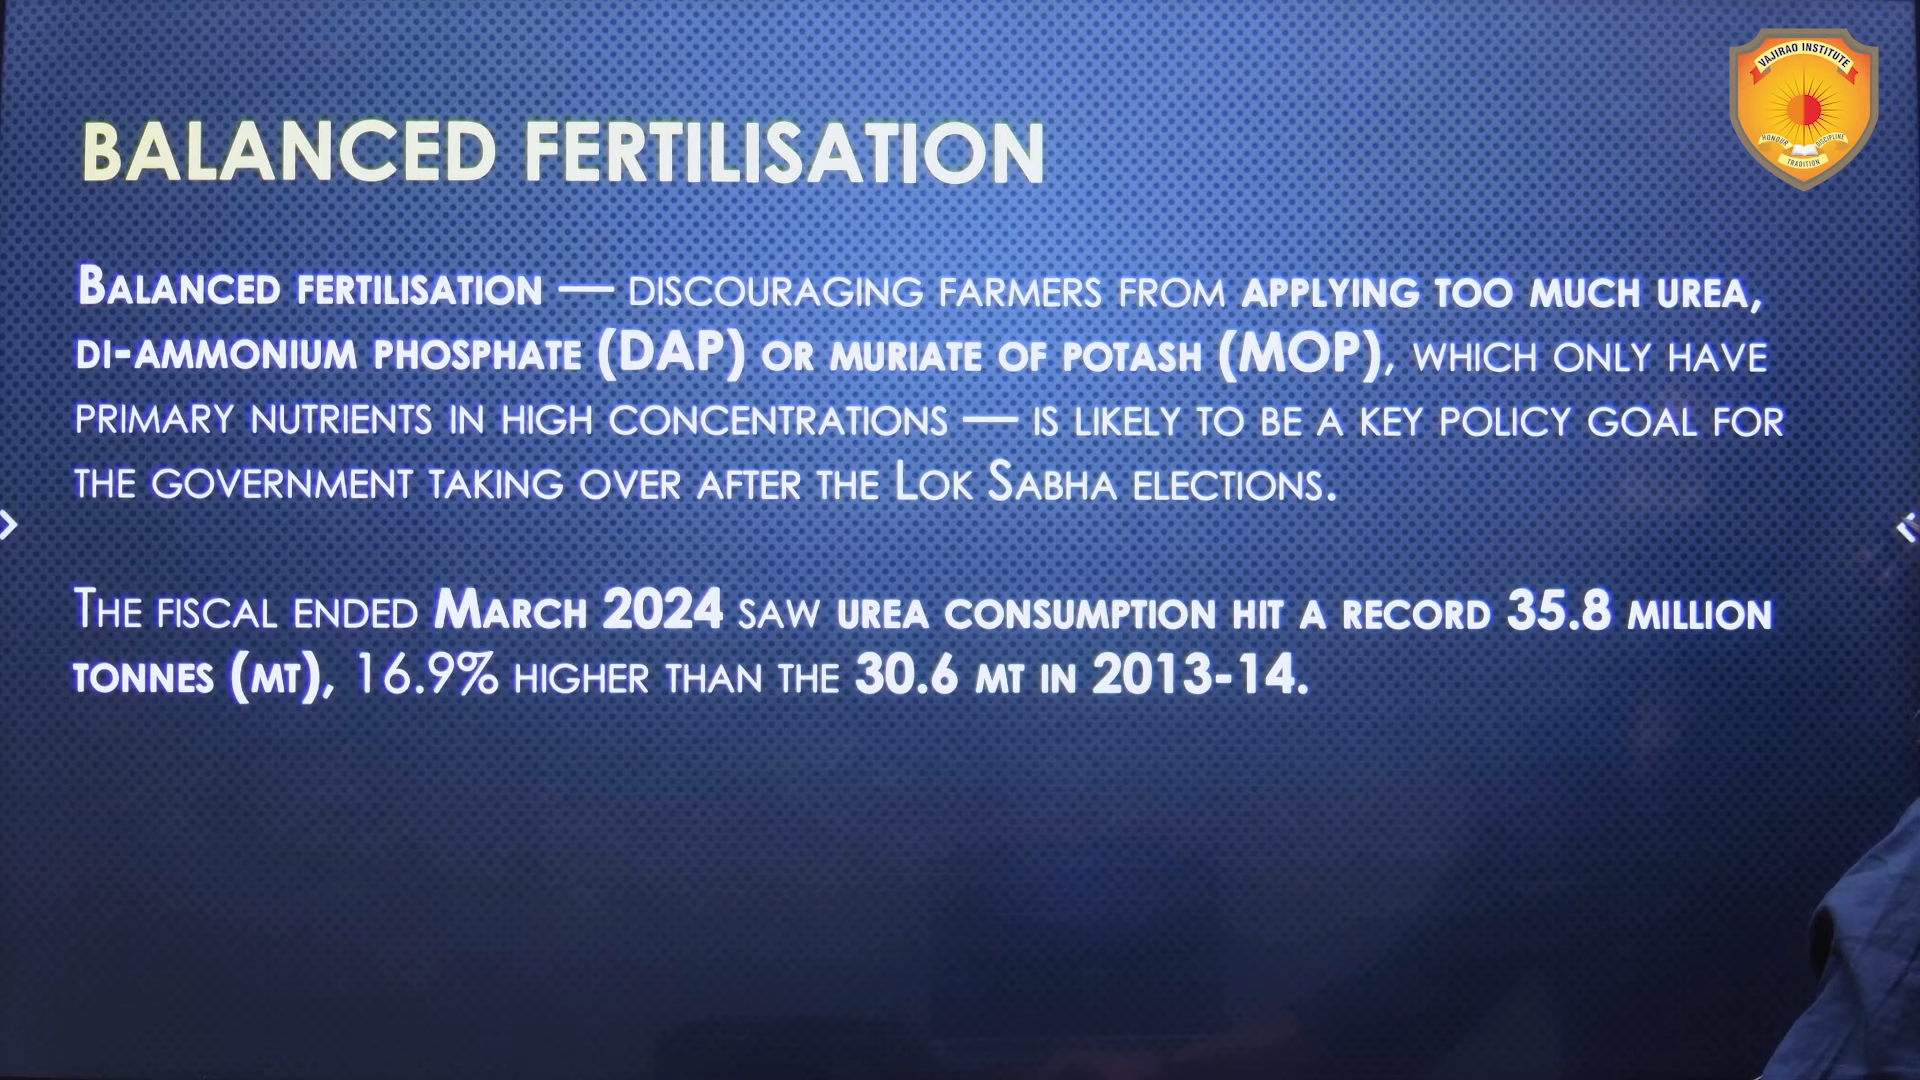 VAJIRAO INSTITUTE
HONOUR DISCIPLINE
TRADITION
BALANCED FERTILISATION
BALANCED FERTILISATION — DISCOURAGING FARMERS FROM APPLYING TOO MUCH UREA,
DI-AMMONIUM PHOSPHATE (DAP) OR MURIATE OF POTASH (MOP), WHICH ONLY HAVE
PRIMARY NUTRIENTS IN HIGH CONCENTRATIONS — IS LIKELY TO BE A KEY POLICY GOAL FOR
THE GOVERNMENT TAKING OVER AFTER THE LOK SABHA ELECTIONS.
THE FISCAL ENDED MARCH 2024 SAW UREA CONSUMPTION HIT A RECORD 35.8 MILLION
TONNES (MT), 16.9% HIGHER THAN THE 30.6 MT IN 2013-14.